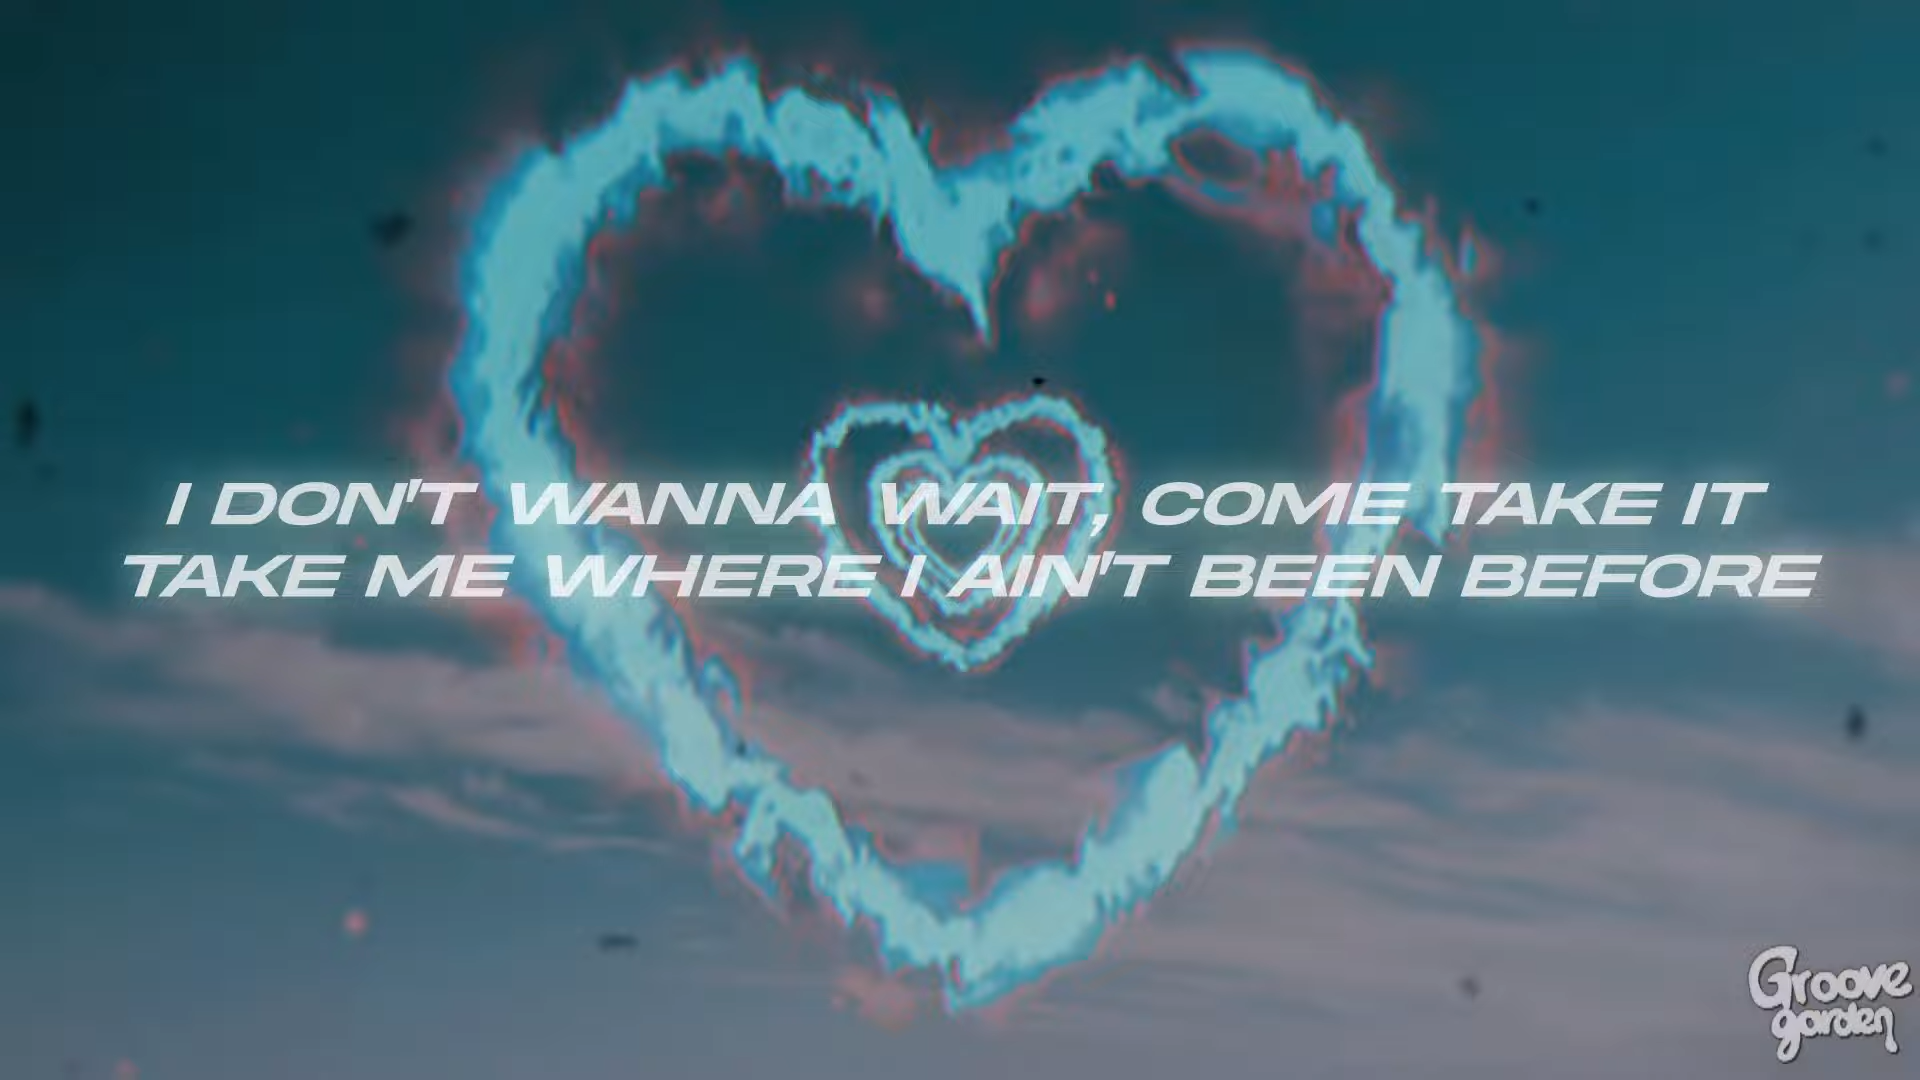 I DON'T WANNA WAIT, COME TAKE IT
TAKE ME WHERE I AIN'T BEEN BEFORE
Groove
garden